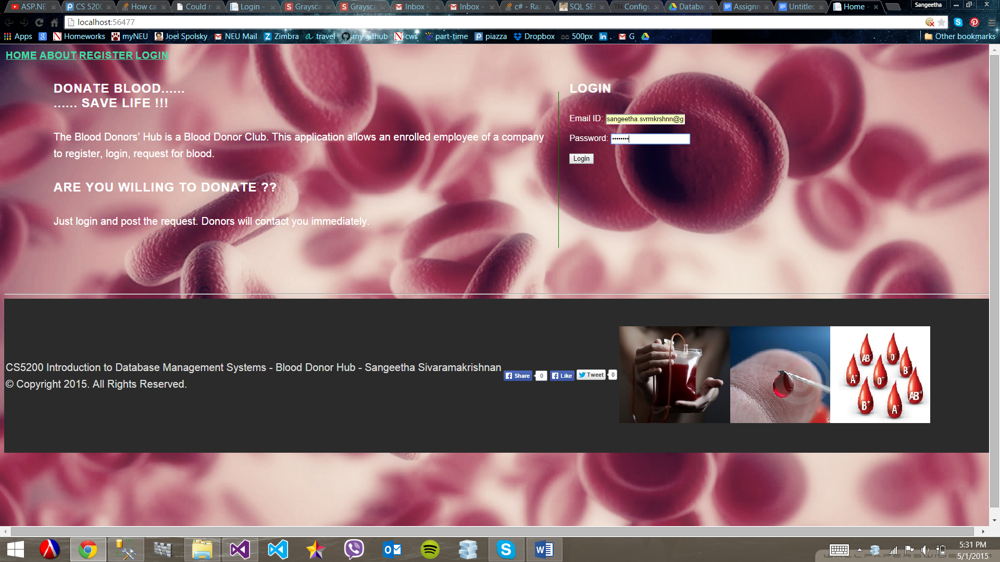 ASP.NE
CS 520
How ca
Could n
Login -
Graysca
Graysca
Inbox -
Inbox -
c# - Raz
SQL SEF
TN Configu
Databa
Assignm
Untitled
Home -
Sangeetha
localhost:56477
Apps
Homeworks
myNEU
Joel Spolsky
NEU Mail
Zimbra
travel
my github
cws
part-time
piazza
Dropbox
500px
.
G
Other bookmarks
HOME ABOUT REGISTER LOGIN
DONATE BLOOD......
...... SAVE LIFE !!!
The Blood Donors’ Hub is a Blood Donor Club. This application allows an enrolled employee of a company
to register, login, request for blood.
ARE YOU WILLING TO DONATE ??
Just login and post the request. Donors will contact you immediately.
LOGIN
Email ID: sangeetha.svrmkrshnn@g
Password: ••••••••
Login
CS5200 Introduction to Database Management Systems - Blood Donor Hub - Sangeetha Sivaramakrishnan
© Copyright 2015. All Rights Reserved.
Share 0
Like
Tweet 0
AB-
O-
B-
A+
O+
AB+
B+
A-
5:31 PM
5/1/2015